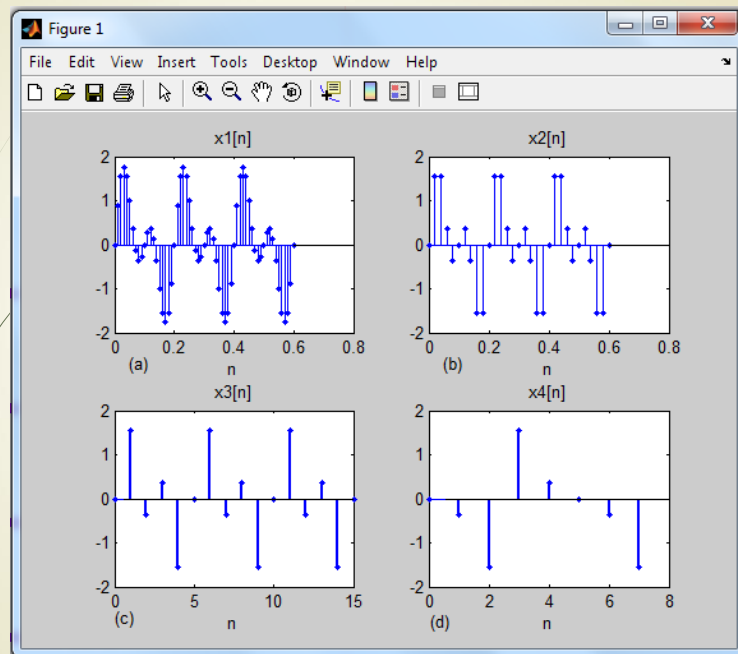 Figure 1
File Edit View Insert Tools Desktop Window Help
x1[n]
2
1
0
-1
-2
0 0.2 0.4 0.6 0.8
(a)
n
x2[n]
2
1
0
-1
-2
0 0.2 0.4 0.6 0.8
(b)
n
x3[n]
2
1
0
-1
-2
0 5 10 15
(c)
n
x4[n]
2
1
0
-1
-2
0 2 4 6 8
(d)
n